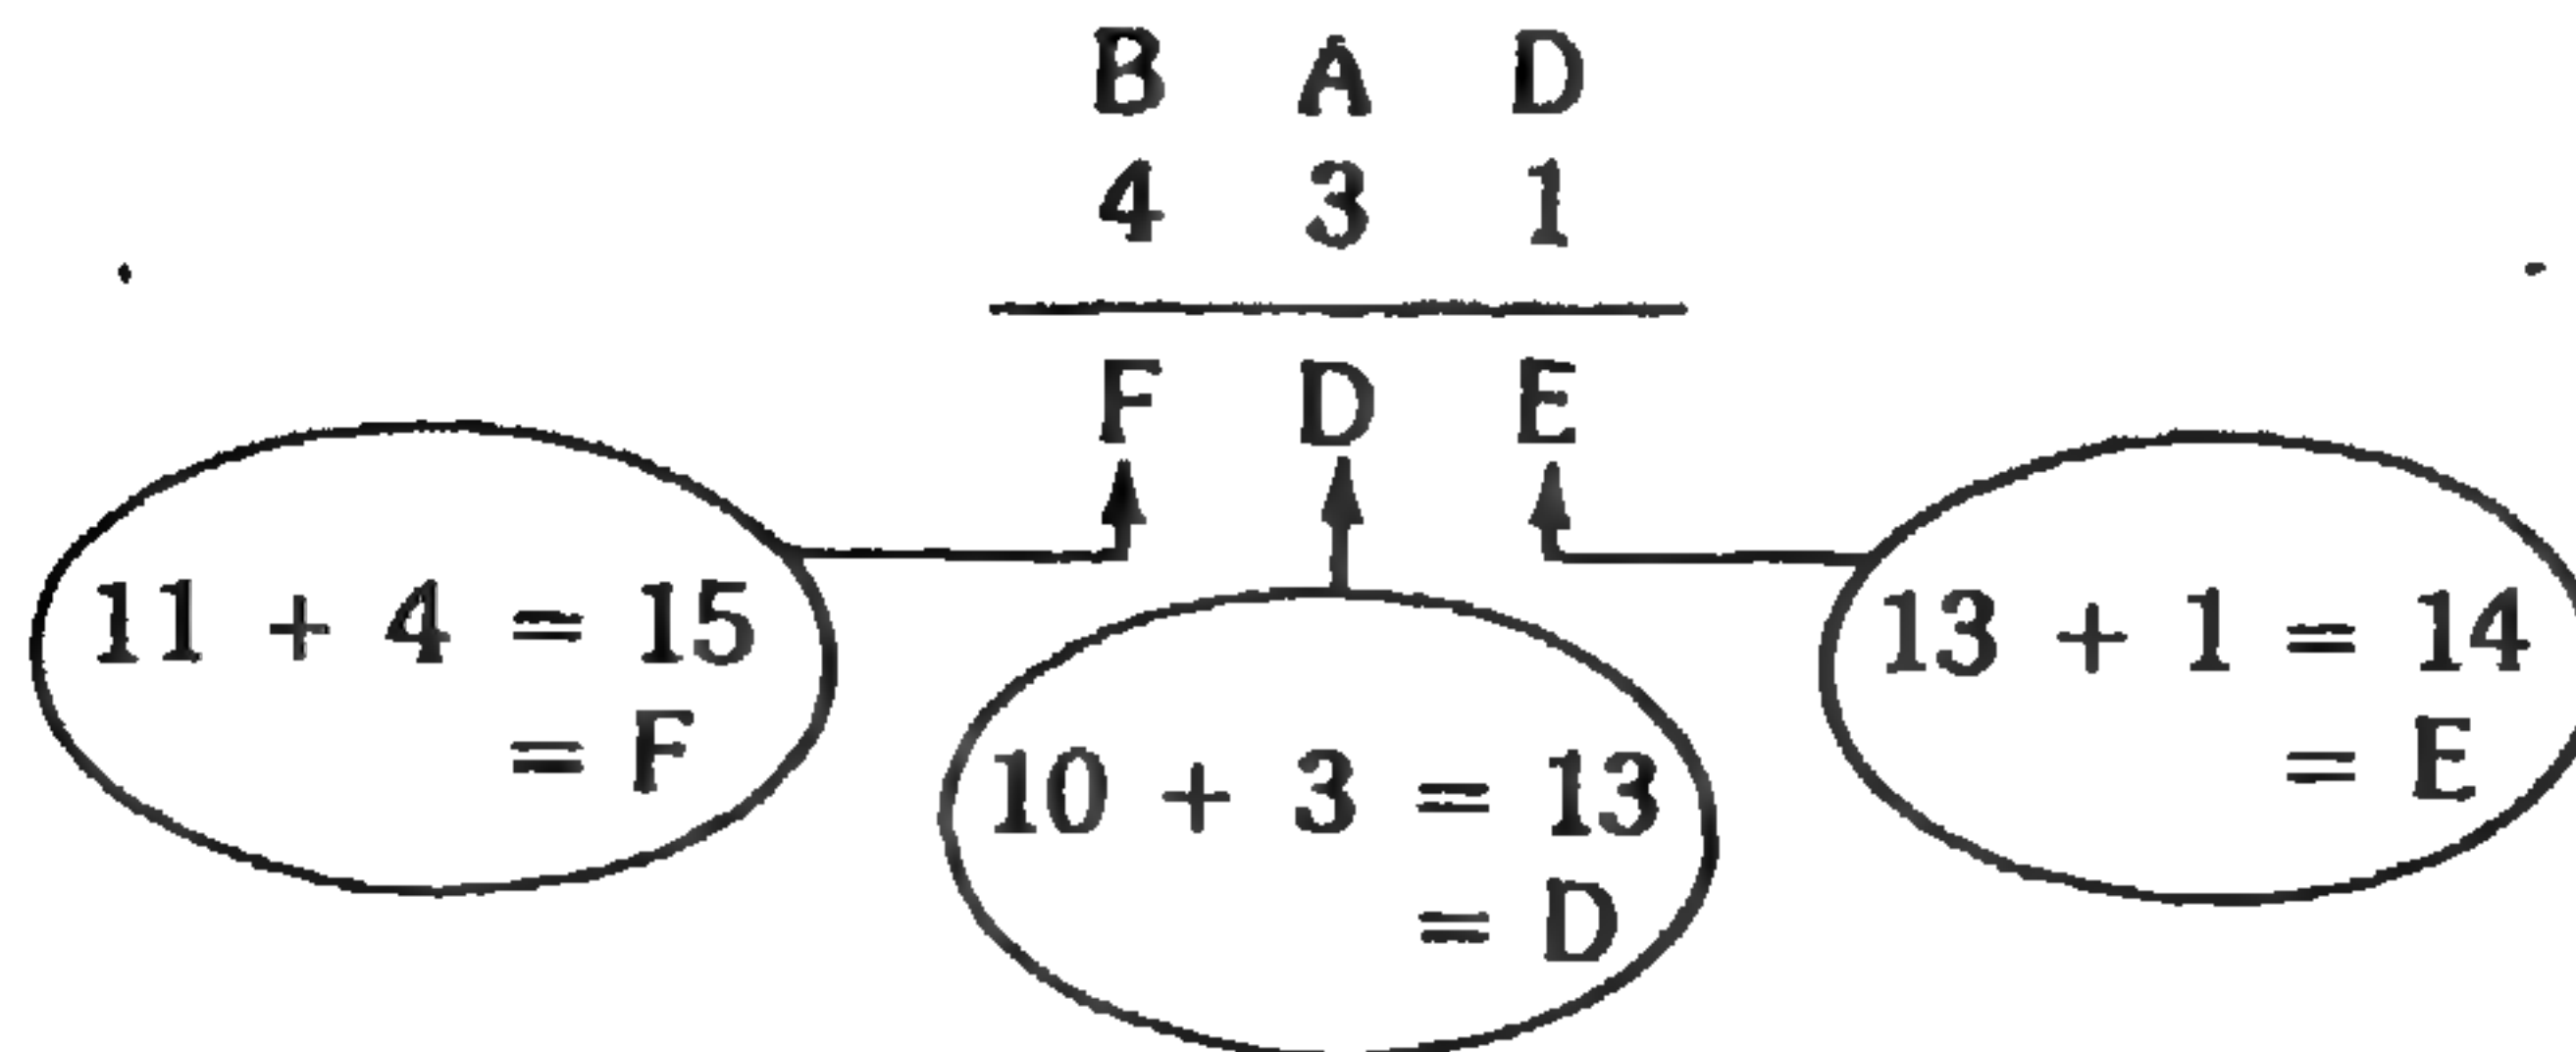 B A D
4 3 1
F D E
11 + 4 = 15
= F
10 + 3 = 13
= D
13 + 1 = 14
= E